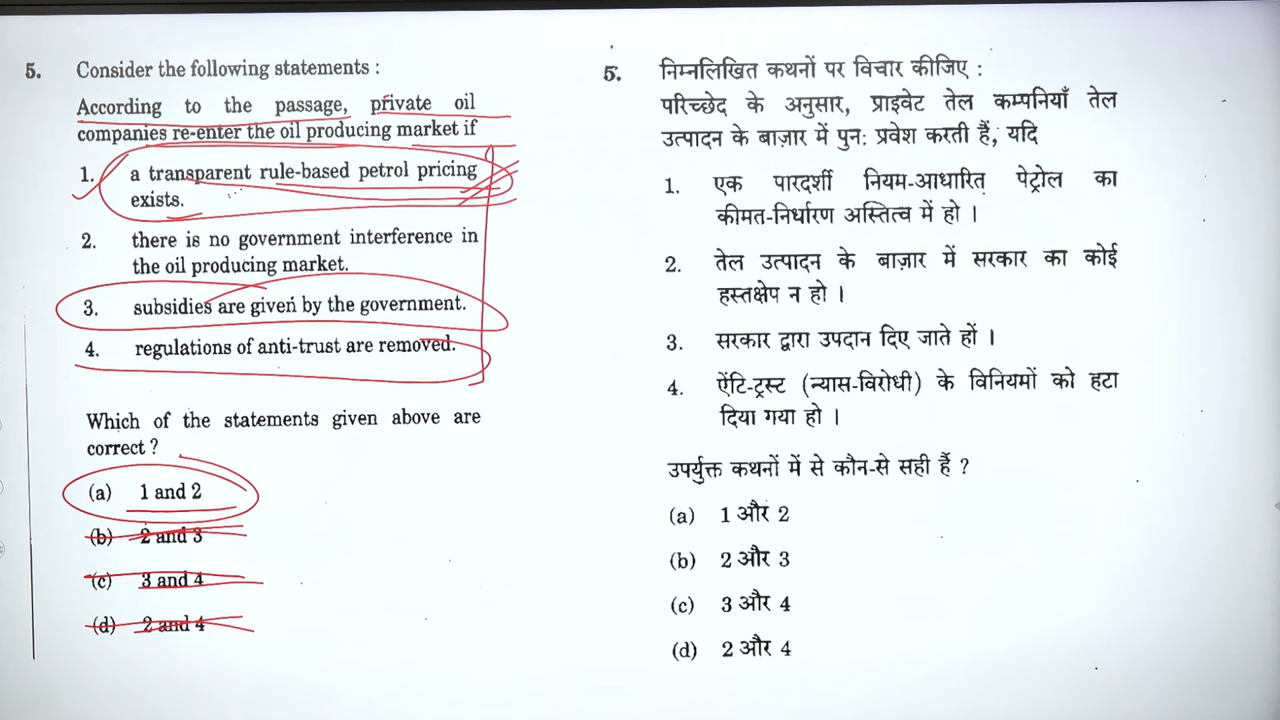 5. Consider the following statements :
According to the passage, private oil
companies re-enter the oil producing market if
1. a transparent rule-based petrol pricing
exists.
2. there is no government interference in
the oil producing market.
3. subsidies are given by the government.
4. regulations of anti-trust are removed.
Which of the statements given above are
correct ?
(a) 1 and 2
(b) 2 and 3
(c) 3 and 4
(d) 2 and 4
5. निम्नलिखित कथनों पर विचार कीजिए :
परिच्छेद के अनुसार, प्राइवेट तेल कम्पनियाँ तेल
उत्पादन के बाज़ार में पुनः प्रवेश करती हैं, यदि
1. एक पारदर्शी नियम-आधारित पेट्रोल का
कीमत-निर्धारण अस्तित्व में हो ।
2. तेल उत्पादन के बाज़ार में सरकार का कोई
हस्तक्षेप न हो ।
3. सरकार द्वारा उपदान दिए जाते हों ।
4. ऐंटि-ट्रस्ट (न्यास-विरोधी) के विनियमों को हटा
दिया गया हो ।
उपर्युक्त कथनों में से कौन-से सही हैं ?
(a) 1 और 2
(b) 2 और 3
(c) 3 और 4
(d) 2 और 4